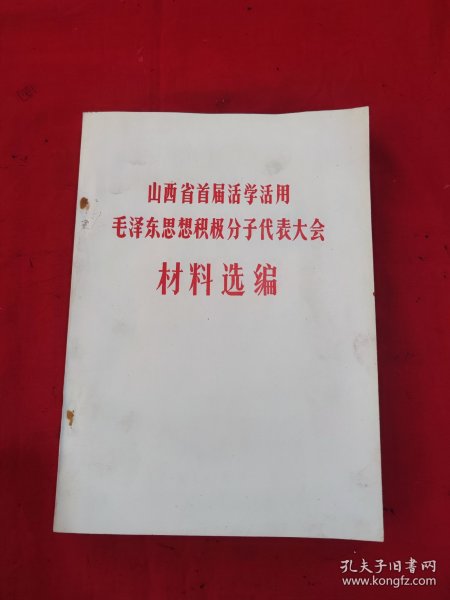 山西省首届活学活用
毛泽东思想积极分子代表大会
材料选编
孔夫子旧书网
www.kongfz.com